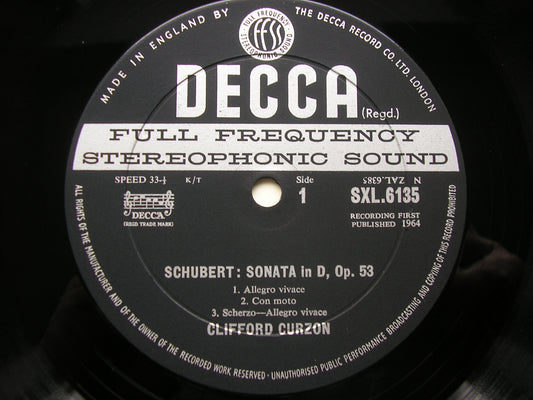 MADE IN ENGLAND BY
THE DECCA RECORD CO. LTD. LONDON
FULL FREQUENCY
FFSS
STEREOPHONIC SOUND
DECCA (Regd.)
FULL FREQUENCY
STEREOPHONIC SOUND
SPEED 33⅓ K/T Side N ZAL.6385
DECCA 1 SXL.6135
(REGD TRADE MARK) RECORDING FIRST
PUBLISHED 1964
SCHUBERT: SONATA in D, Op. 53
1. Allegro vivace
2. Con moto
3. Scherzo—Allegro vivace
CLIFFORD CURZON
ALL RIGHTS OF THE MANUFACTURER AND OF THE OWNER OF THE RECORDED WORK RESERVED · UNAUTHORISED PUBLIC PERFORMANCE BROADCASTING AND COPYING OF THIS RECORD PROHIBITED